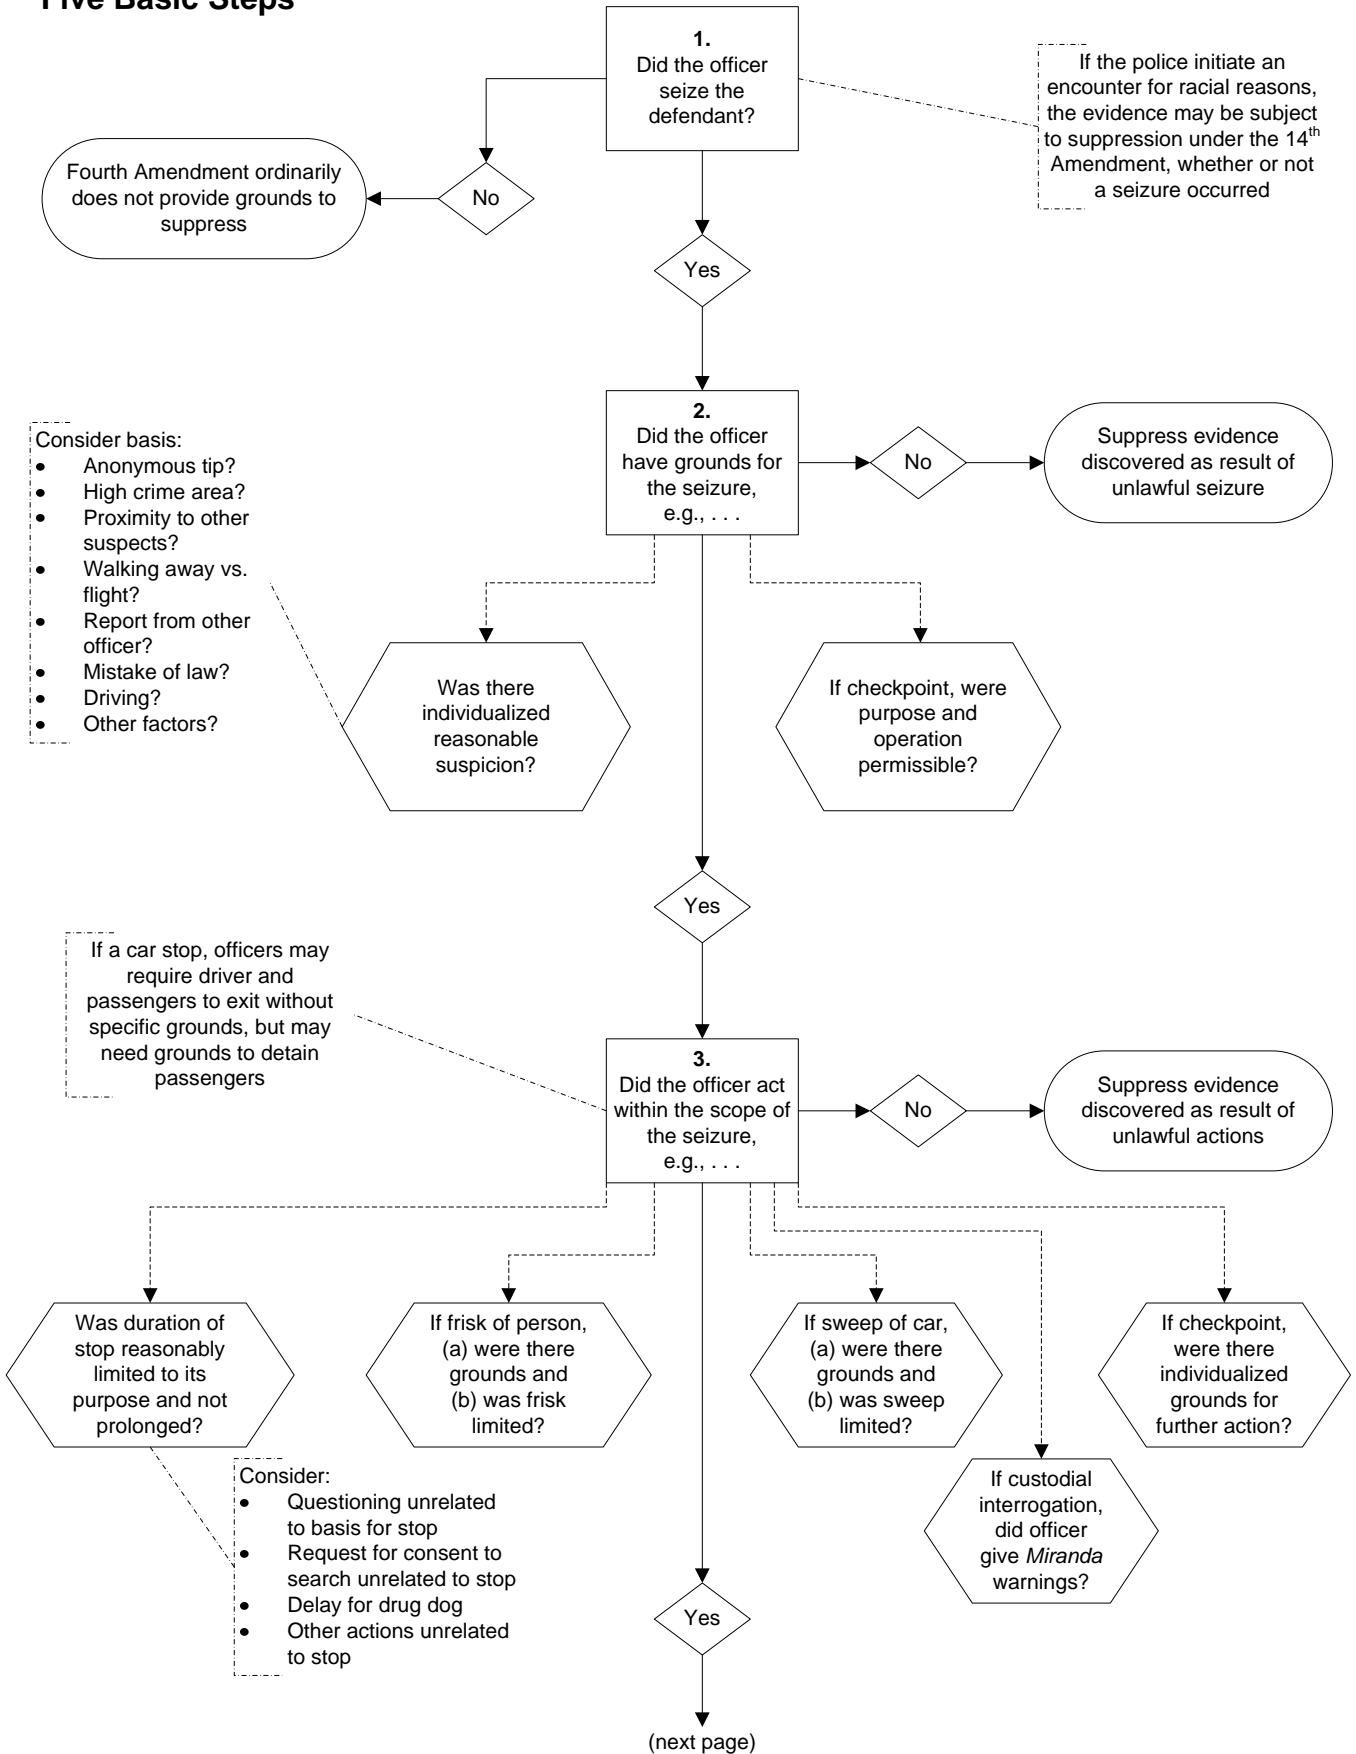 Five Basic Steps
1.
Did the officer
seize the
defendant?
If the police initiate an
encounter for racial reasons,
the evidence may be subject
to suppression under the 14th
Amendment, whether or not
a seizure occurred
Fourth Amendment ordinarily
does not provide grounds to
suppress
No
Yes
2.
Did the officer
have grounds for
the seizure,
e.g., . . .
No
Suppress evidence
discovered as result of
unlawful seizure
Consider basis:
• Anonymous tip?
• High crime area?
• Proximity to other
suspects?
• Walking away vs.
flight?
• Report from other
officer?
• Mistake of law?
• Driving?
• Other factors?
Was there
individualized
reasonable
suspicion?
If checkpoint, were
purpose and
operation
permissible?
Yes
If a car stop, officers may
require driver and
passengers to exit without
specific grounds, but may
need grounds to detain
passengers
3.
Did the officer act
within the scope of
the seizure,
e.g., . . .
No
Suppress evidence
discovered as result of
unlawful actions
Was duration of
stop reasonably
limited to its
purpose and not
prolonged?
If frisk of person,
(a) were there
grounds and
(b) was frisk
limited?
If sweep of car,
(a) were there
grounds and
(b) was sweep
limited?
If checkpoint,
were there
individualized
grounds for
further action?
Consider:
• Questioning unrelated
to basis for stop
• Request for consent to
search unrelated to stop
• Delay for drug dog
• Other actions unrelated
to stop
If custodial
interrogation,
did officer
give Miranda
warnings?
Yes
(next page)